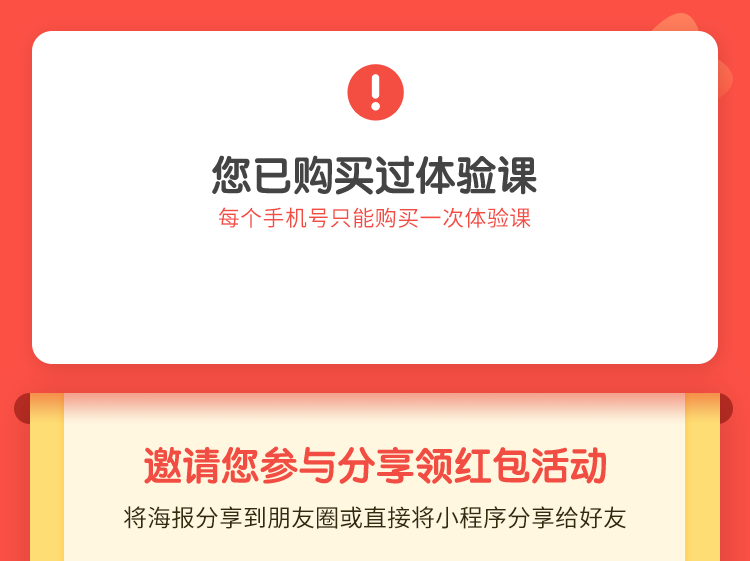 您已购买过体验课
每个手机号只能购买一次体验课
邀请您参与分享领红包活动
将海报分享到朋友圈或直接将小程序分享给好友